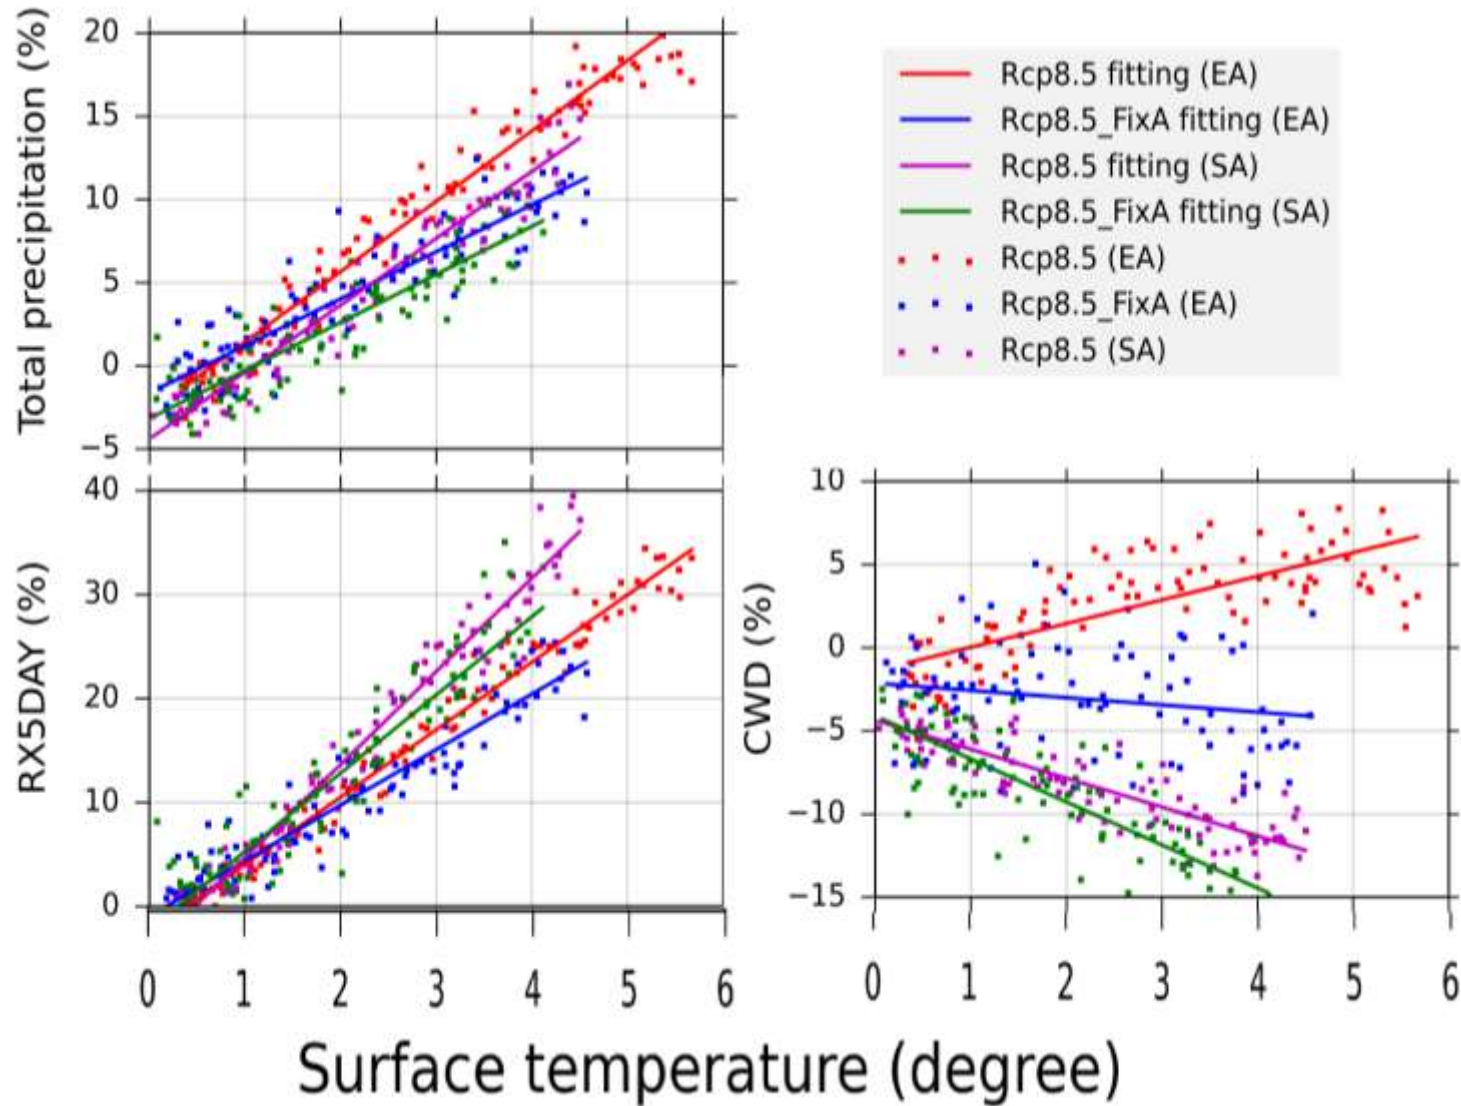 Total precipitation (%)
20
15
10
5
0
−5
Rcp8.5 fitting (EA)
Rcp8.5_FixA fitting (EA)
Rcp8.5 fitting (SA)
Rcp8.5_FixA fitting (SA)
Rcp8.5 (EA)
Rcp8.5_FixA (EA)
Rcp8.5 (SA)
RX5DAY (%)
40
30
20
10
0
0 1 2 3 4 5 6
CWD (%)
10
5
0
−5
−10
−15
0 1 2 3 4 5 6
Surface temperature (degree)